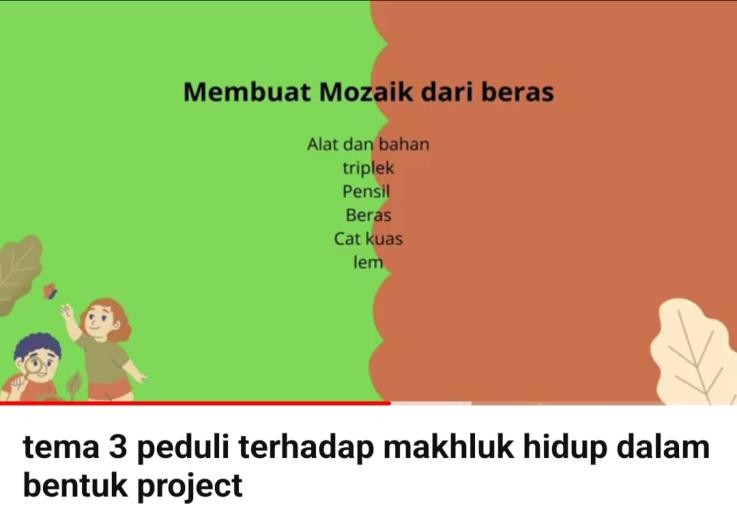 Membuat Mozaik dari beras
Alat dan bahan
triplek
Pensil
Beras
Cat kuas
lem
tema 3 peduli terhadap makhluk hidup dalam
bentuk project